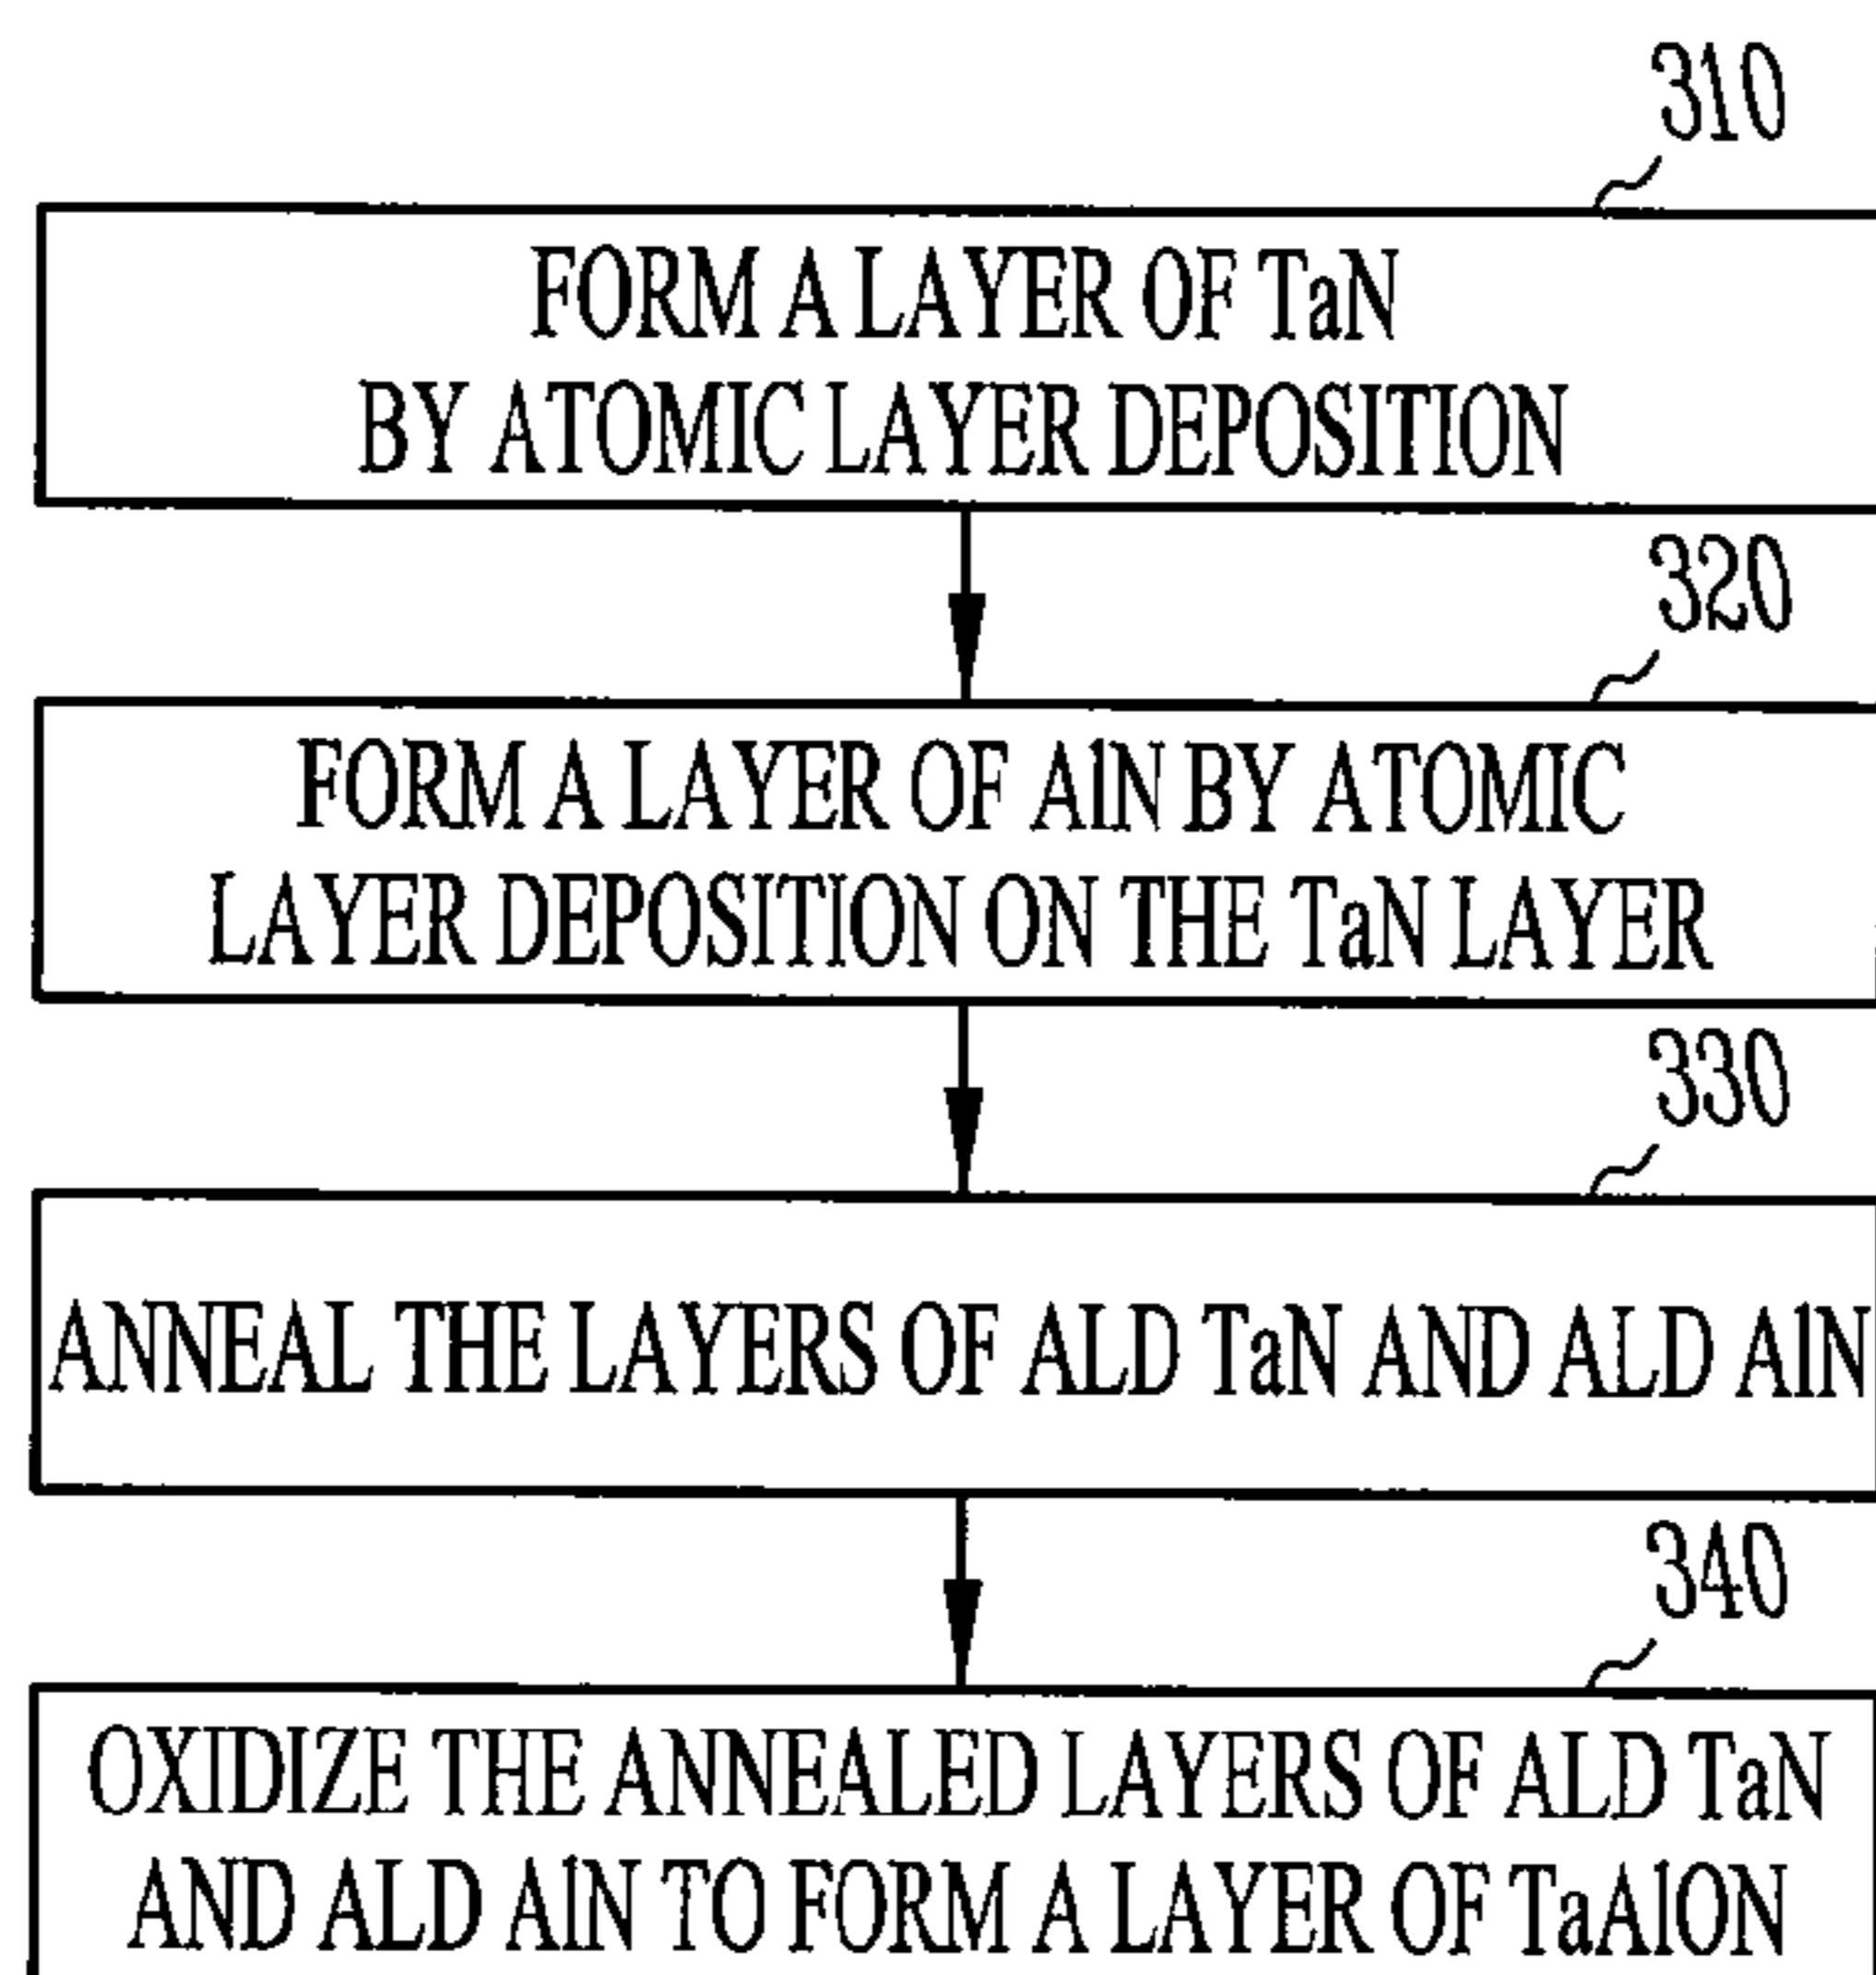 310
FORM A LAYER OF TaN
BY ATOMIC LAYER DEPOSITION
320
FORM A LAYER OF AlN BY ATOMIC
LAYER DEPOSITION ON THE TaN LAYER
330
ANNEAL THE LAYERS OF ALD TaN AND ALD AlN
340
OXIDIZE THE ANNEALED LAYERS OF ALD TaN
AND ALD AlN TO FORM A LAYER OF TaAlON